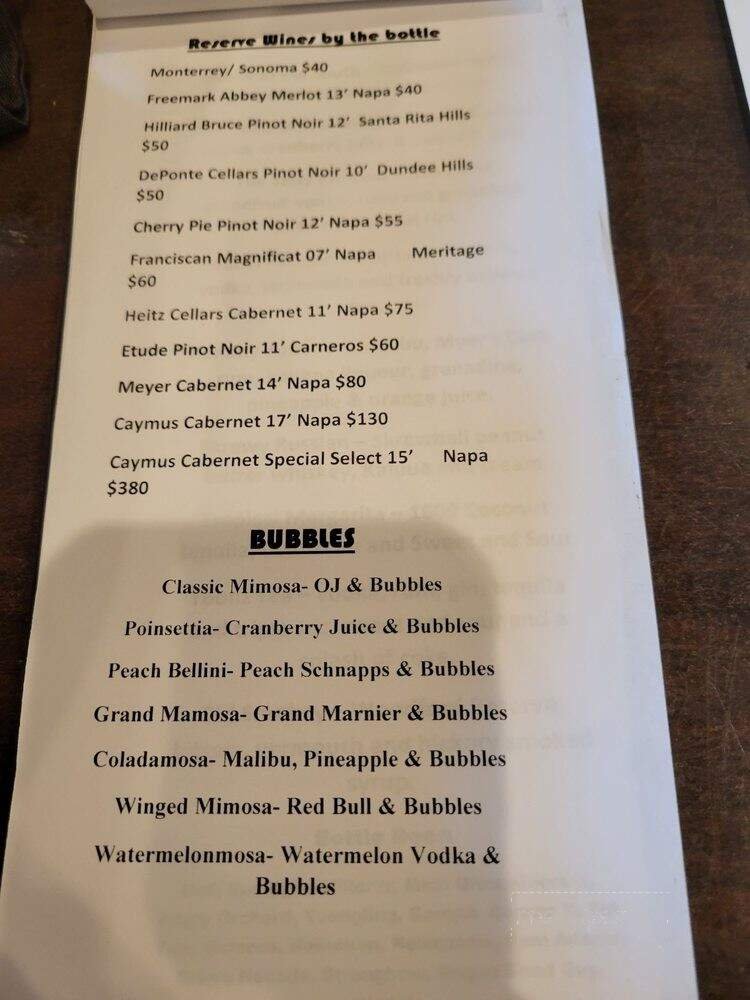 Reserve Wines by the bottle
Monterrey/ Sonoma $40
Freemark Abbey Merlot 13' Napa $40
Hilliard Bruce Pinot Noir 12' Santa Rita Hills
$50
DePonte Cellars Pinot Noir 10' Dundee Hills
$50
Cherry Pie Pinot Noir 12' Napa $55
Franciscan Magnificat 07' Napa Meritage
$60
Heitz Cellars Cabernet 11' Napa $75
Etude Pinot Noir 11' Carneros $60
Meyer Cabernet 14' Napa $80
Caymus Cabernet 17' Napa $130
Caymus Cabernet Special Select 15' Napa
$380
BUBBLES
Classic Mimosa- OJ & Bubbles
Poinsettia- Cranberry Juice & Bubbles
Peach Bellini- Peach Schnapps & Bubbles
Grand Mamosa- Grand Marnier & Bubbles
Coladamosa- Malibu, Pineapple & Bubbles
Winged Mimosa- Red Bull & Bubbles
Watermelonmosa- Watermelon Vodka &
Bubbles